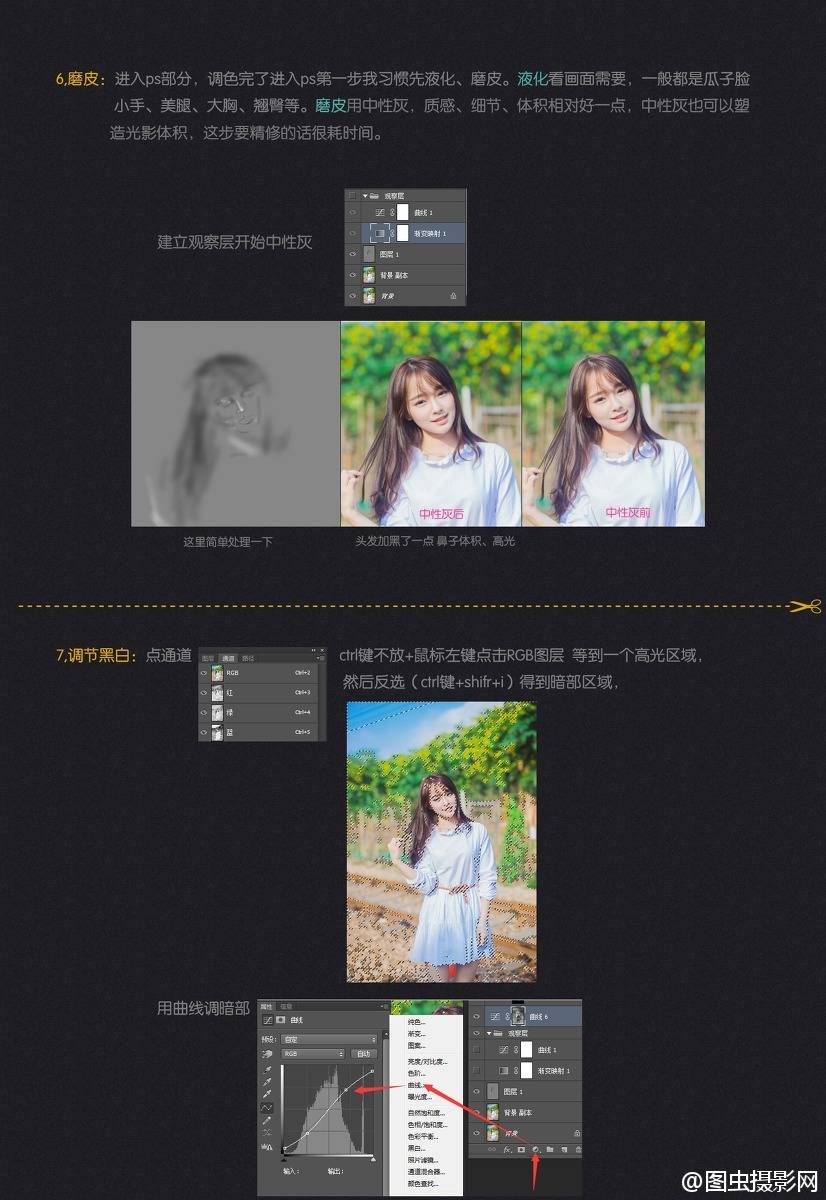 6,磨皮：进入ps部分，调色完了进入ps第一步我习惯先液化、磨皮。液化看画面需要，一般都是瓜子脸
小手、美腿、大胸、翘臀等。磨皮用中性灰，质感、细节、体积相对好一点，中性灰也可以塑
造光影体积，这步要精修的话很耗时间。
建立观察层开始中性灰
观察层
曲线 1
渐变映射 1
图层 1
背景 副本
背景
中性灰后
中性灰前
这里简单处理一下
头发加黑了一点 鼻子体积、高光
7,调节黑白：点通道
图层 通道 路径
RGB Ctrl+2
红 Ctrl+3
绿 Ctrl+4
蓝 Ctrl+5
ctrl键不放+鼠标左键点击RGB图层 等到一个高光区域，
然后反选（ctrl键+shifr+i）得到暗部区域，
用曲线调暗部
属性 信息
曲线
预设： 自定
RGB 自动
输入： 输出：
纯色...
渐变...
图案...
亮度/对比度...
色阶...
曲线...
曝光度...
自然饱和度...
色相/饱和度...
色彩平衡...
黑白...
照片滤镜...
通道混合器...
颜色查找...
曲线 6
观察层
曲线 1
渐变映射 1
图层 1
背景 副本
背景
fx
@图虫摄影网